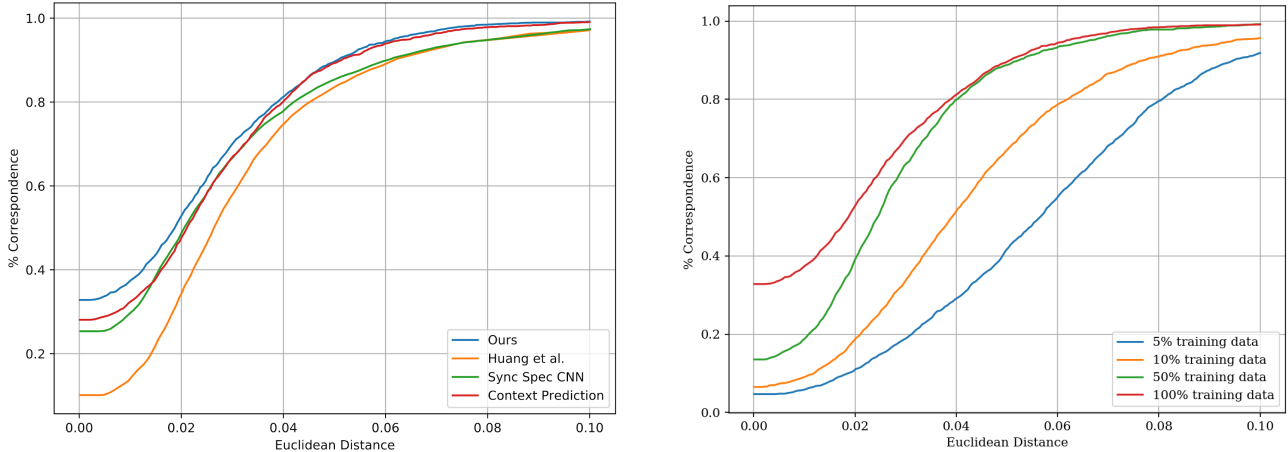 % Correspondence
1.0
0.8
0.6
0.4
0.2
0.00
0.02
0.04
0.06
0.08
0.10
Euclidean Distance
Ours
Huang et al.
Sync Spec CNN
Context Prediction
% Correspondence
1.0
0.8
0.6
0.4
0.2
0.0
0.00
0.02
0.04
0.06
0.08
0.10
Euclidean Distance
5% training data
10% training data
50% training data
100% training data